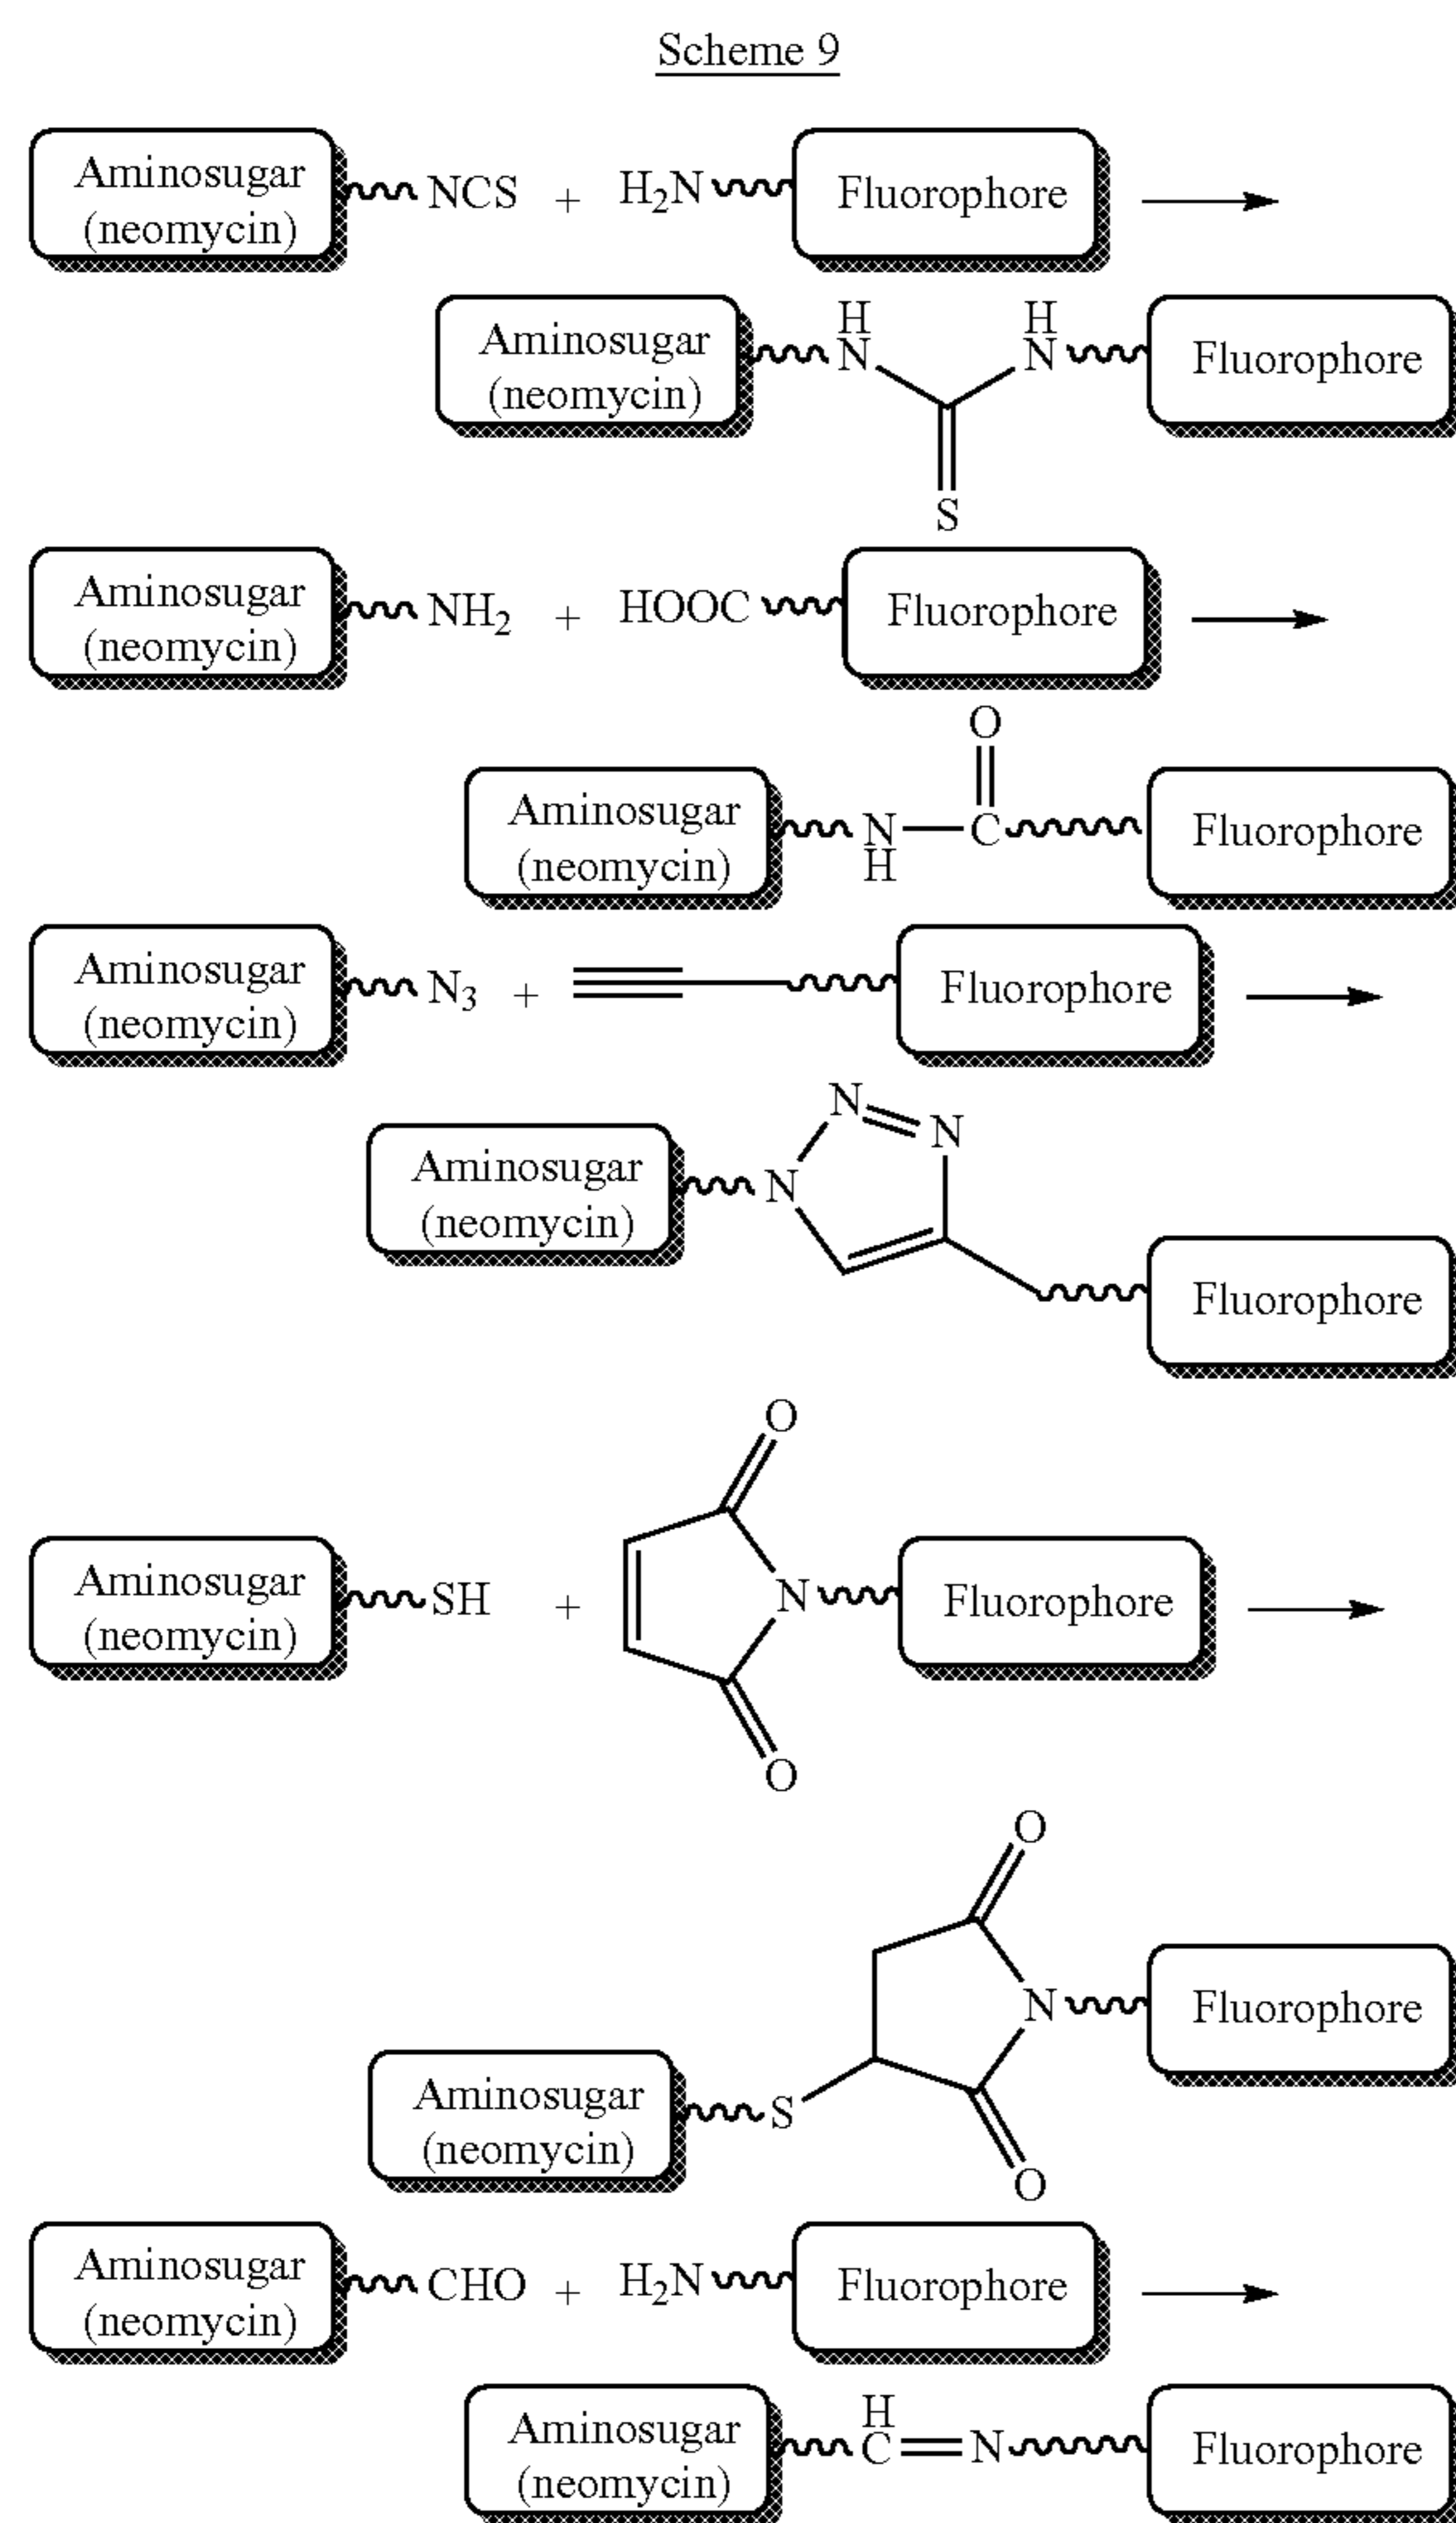 Scheme 9
Aminosugar
(neomycin)
NCS + H₂N
Fluorophore
Aminosugar
(neomycin)
H
N
H
N
S
Fluorophore
Aminosugar
(neomycin)
NH₂ + HOOC
Fluorophore
O
Aminosugar
(neomycin)
N
H
C
Fluorophore
Aminosugar
(neomycin)
N₃ +
Fluorophore
N N
N
Aminosugar
(neomycin)
Fluorophore
O
Aminosugar
(neomycin)
SH +
N
Fluorophore
O
O
N
Fluorophore
Aminosugar
(neomycin)
S
O
Aminosugar
(neomycin)
CHO + H₂N
Fluorophore
Aminosugar
(neomycin)
H
C N
Fluorophore